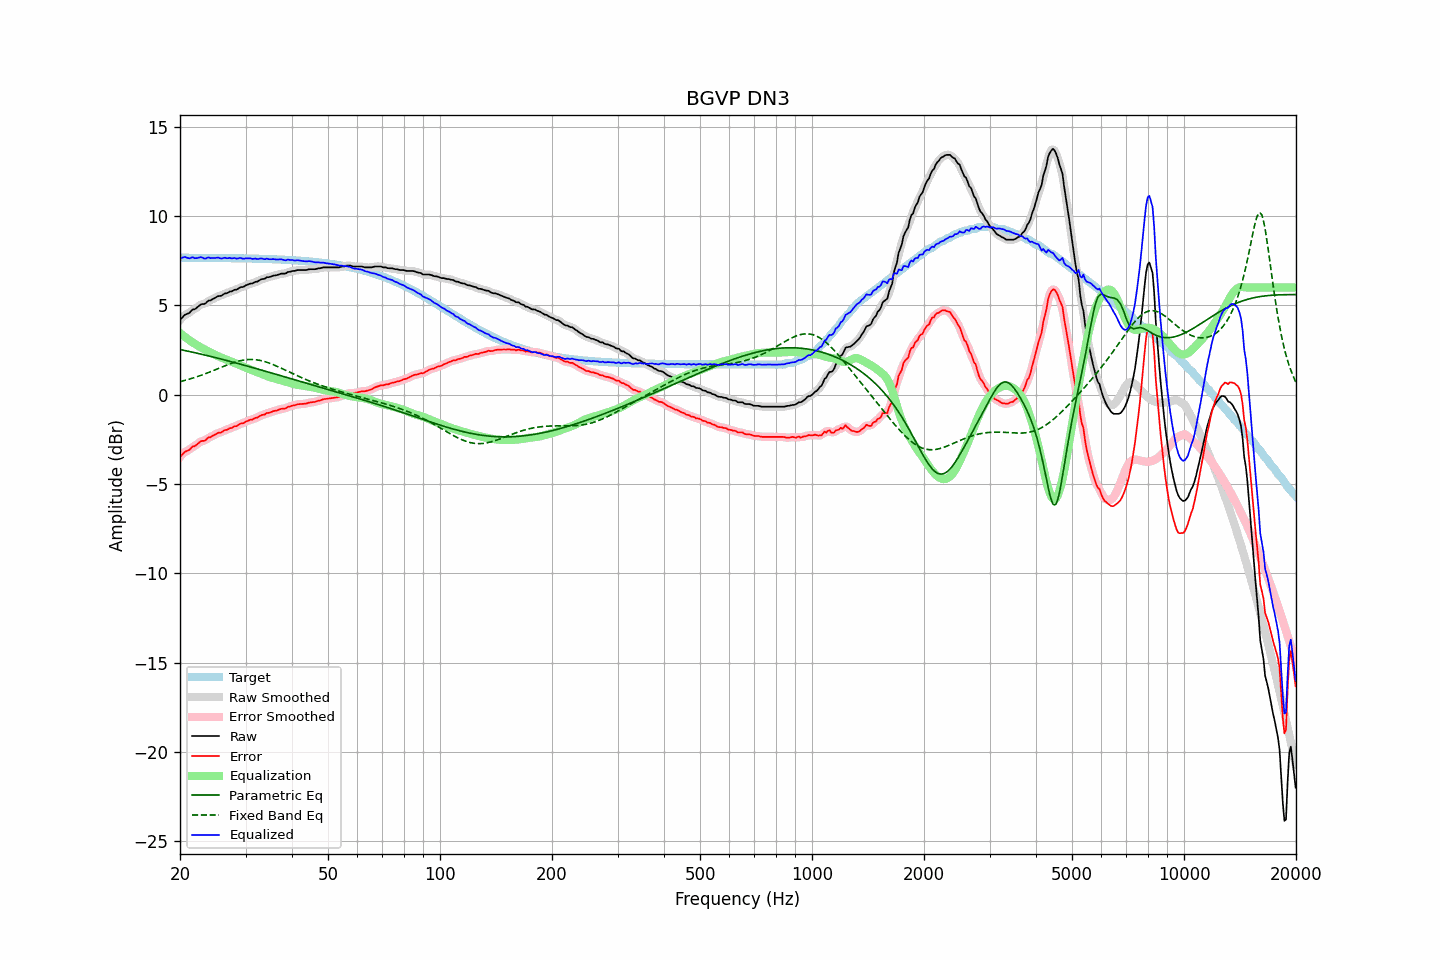 BGVP DN3
15
10
5
0
−5
−10
−15
−20
−25
Amplitude (dBr)
Target
Raw Smoothed
Error Smoothed
Raw
Error
Equalization
Parametric Eq
Fixed Band Eq
Equalized
20 50 100 200 500 1000 2000 5000 10000 20000
Frequency (Hz)